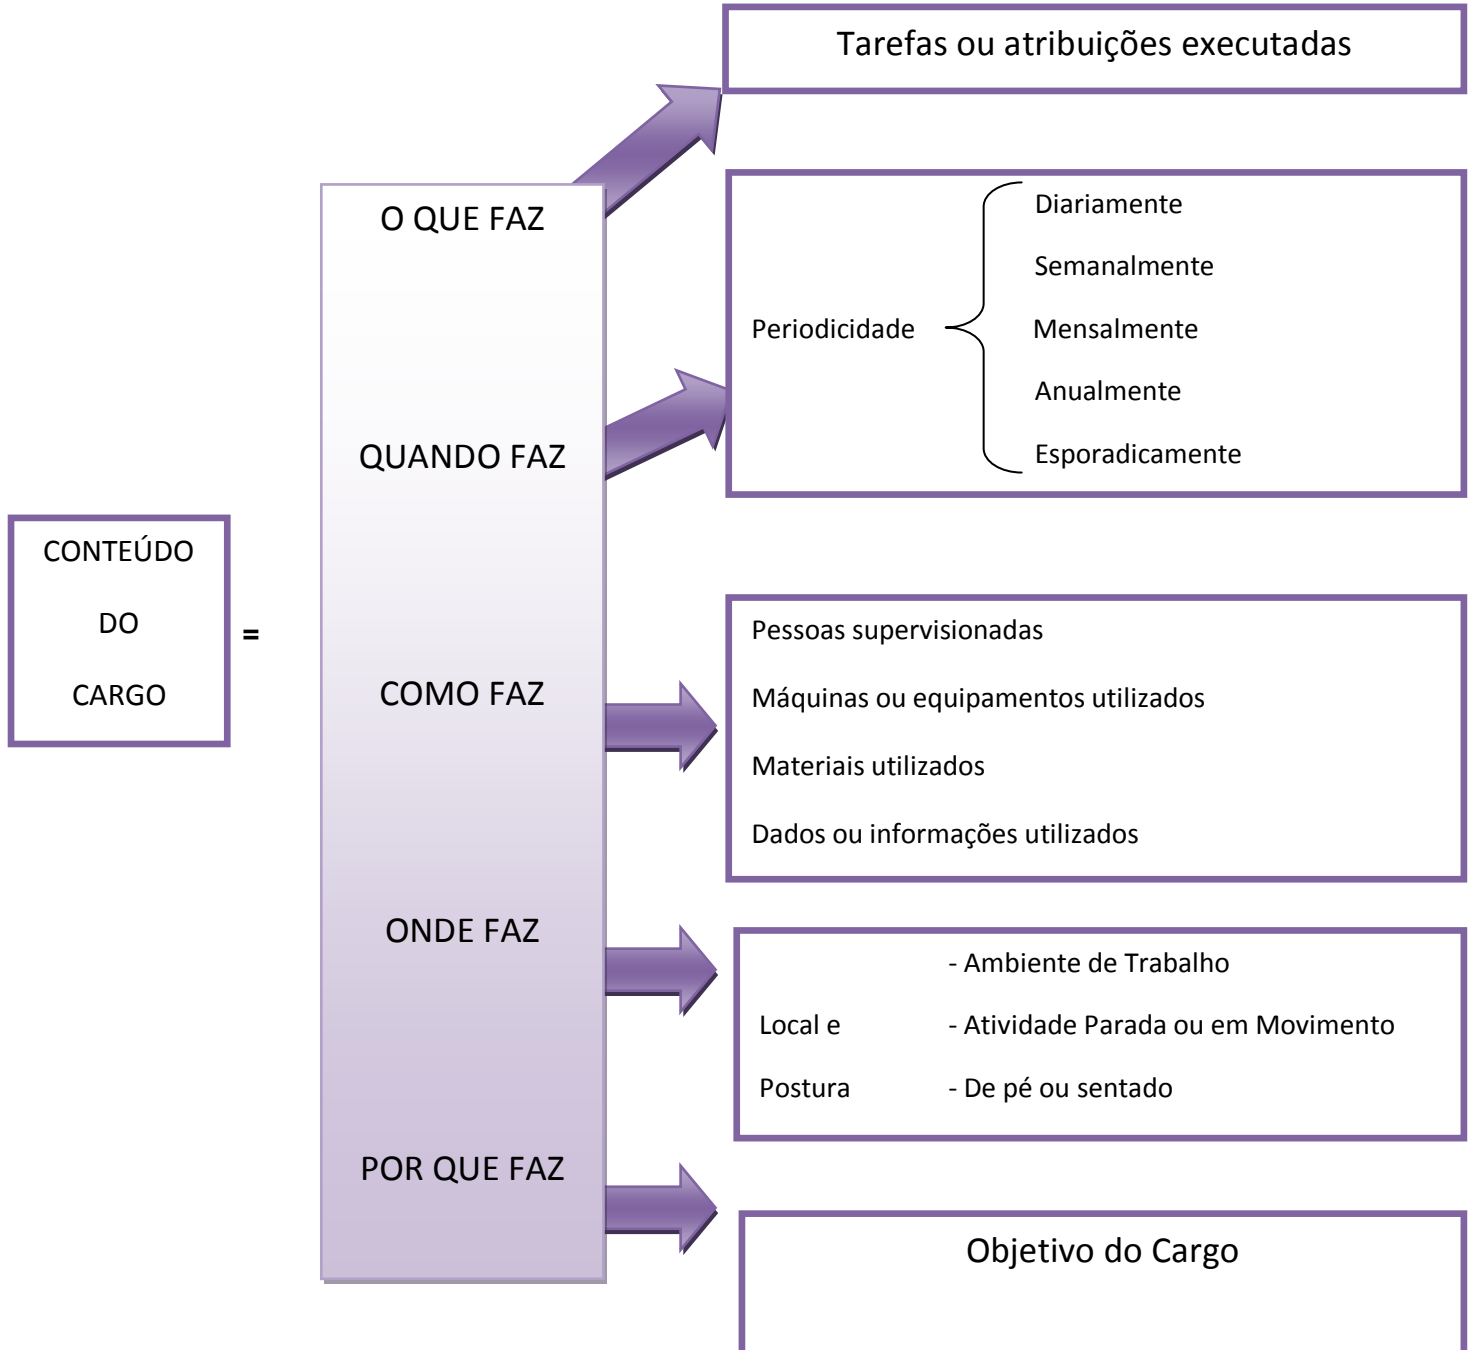 CONTEÚDO
DO
CARGO
=
O QUE FAZ
Tarefas ou atribuições executadas
QUANDO FAZ
Periodicidade
Diariamente
Semanalmente
Mensalmente
Anualmente
Esporadicamente
COMO FAZ
Pessoas supervisionadas
Máquinas ou equipamentos utilizados
Materiais utilizados
Dados ou informações utilizados
ONDE FAZ
- Ambiente de Trabalho
Local e - Atividade Parada ou em Movimento
Postura - De pé ou sentado
POR QUE FAZ
Objetivo do Cargo